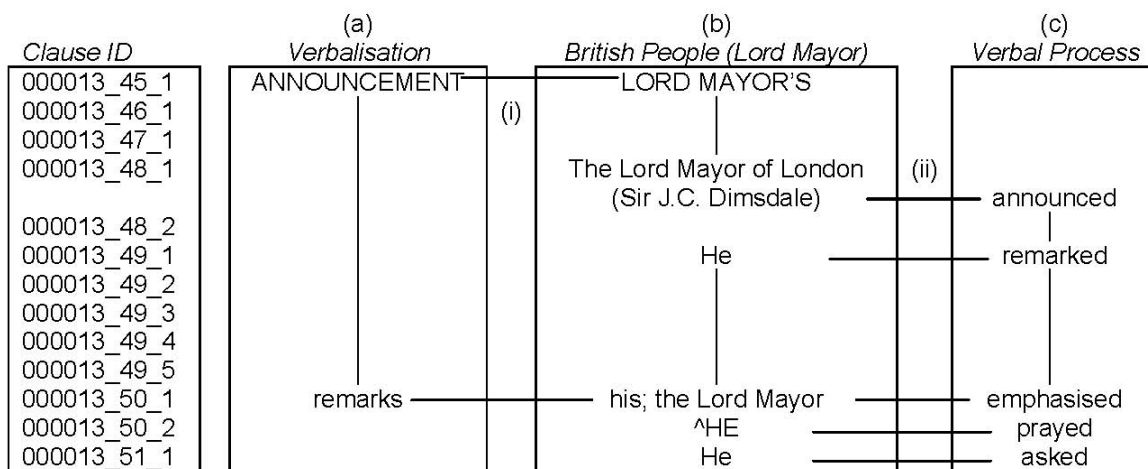 (a) (b) (c)
Clause ID Verbalisation British People (Lord Mayor) Verbal Process
000013_45_1 ANNOUNCEMENT LORD MAYOR'S
000013_46_1 (i)
000013_47_1
000013_48_1 The Lord Mayor of London (ii)
(Sir J.C. Dimsdale) announced
000013_48_2
000013_49_1 He remarked
000013_49_2
000013_49_3
000013_49_4
000013_49_5
000013_50_1 remarks his; the Lord Mayor emphasised
000013_50_2 ^HE prayed
000013_51_1 He asked